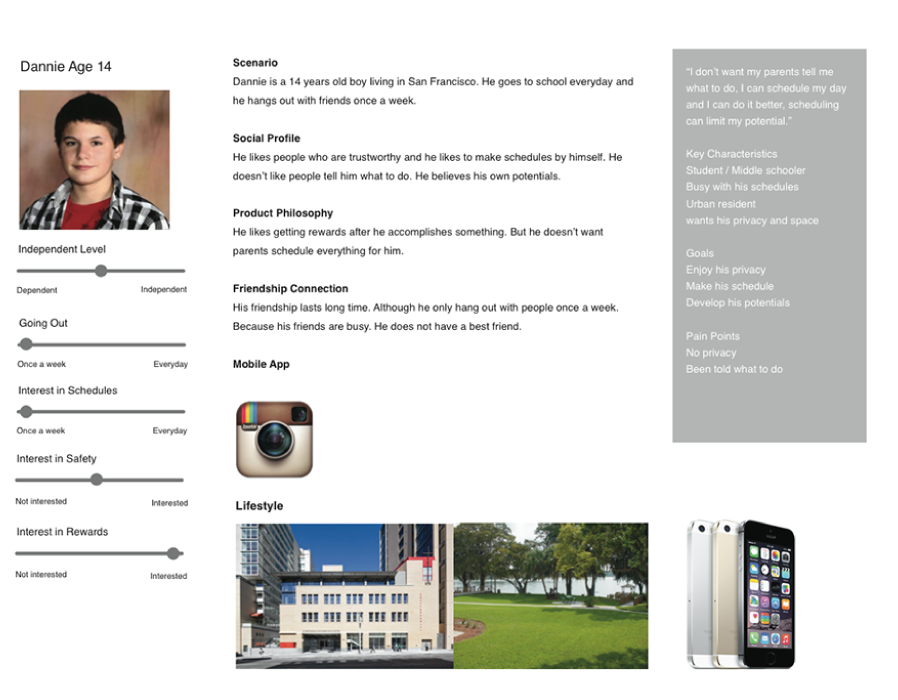 Dannie Age 14
Independent Level
Dependent Independent
Going Out
Once a week Everyday
Interest in Schedules
Once a week Everyday
Interest in Safety
Not interested Interested
Interest in Rewards
Not interested Interested
Scenario
Dannie is a 14 years old boy living in San Francisco. He goes to school everyday and
he hangs out with friends once a week.
Social Profile
He likes people who are trustworthy and he likes to make schedules by himself. He
doesn't like people tell him what to do. He believes his own potentials.
Product Philosophy
He likes getting rewards after he accomplishes something. But he doesn't want
parents schedule everything for him.
Friendship Connection
His friendship lasts long time. Although he only hang out with people once a week.
Because his friends are busy. He does not have a best friend.
Mobile App
Lifestyle
“I don't want my parents tell me
what to do, I can schedule my day
and I can do it better, scheduling
can limit my potential.”
Key Characteristics
Student / Middle schooler
Busy with his schedules
Urban resident
wants his privacy and space
Goals
Enjoy his privacy
Make his schedule
Develop his potentials
Pain Points
No privacy
Been told what to do